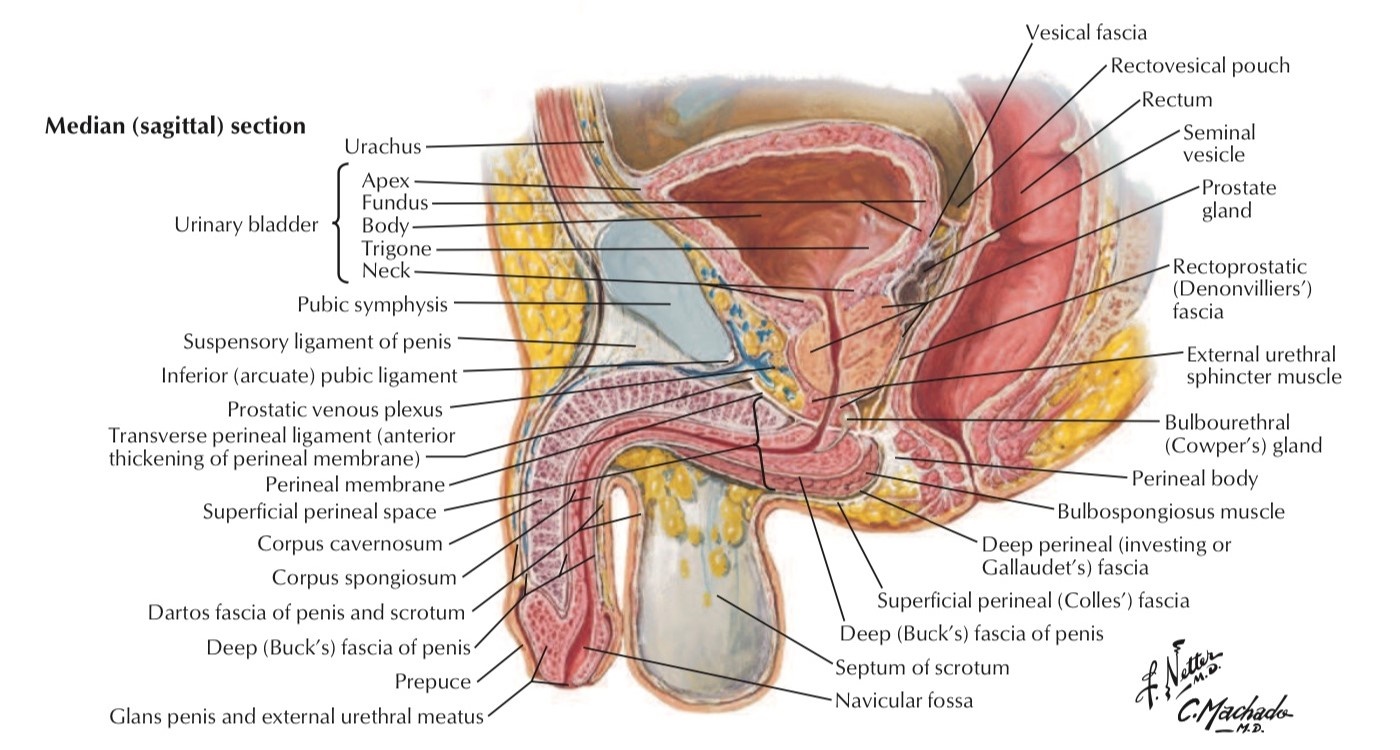 Median (sagittal) section
Urachus
Urinary bladder
Apex
Fundus
Body
Trigone
Neck
Pubic symphysis
Suspensory ligament of penis
Inferior (arcuate) pubic ligament
Prostatic venous plexus
Transverse perineal ligament (anterior
thickening of perineal membrane)
Perineal membrane
Superficial perineal space
Corpus cavernosum
Corpus spongiosum
Dartos fascia of penis and scrotum
Deep (Buck’s) fascia of penis
Prepuce
Glans penis and external urethral meatus
Vesical fascia
Rectovesical pouch
Rectum
Seminal
vesicle
Prostate
gland
Rectoprostatic
(Denonvilliers’)
fascia
External urethral
sphincter muscle
Bulbourethral
(Cowper’s) gland
Perineal body
Bulbospongiosus muscle
Deep perineal (investing or
Gallaudet’s) fascia
Superficial perineal (Colles’) fascia
Deep (Buck’s) fascia of penis
Septum of scrotum
Navicular fossa
f. Netter
M.D.
C. Machado
M.D.